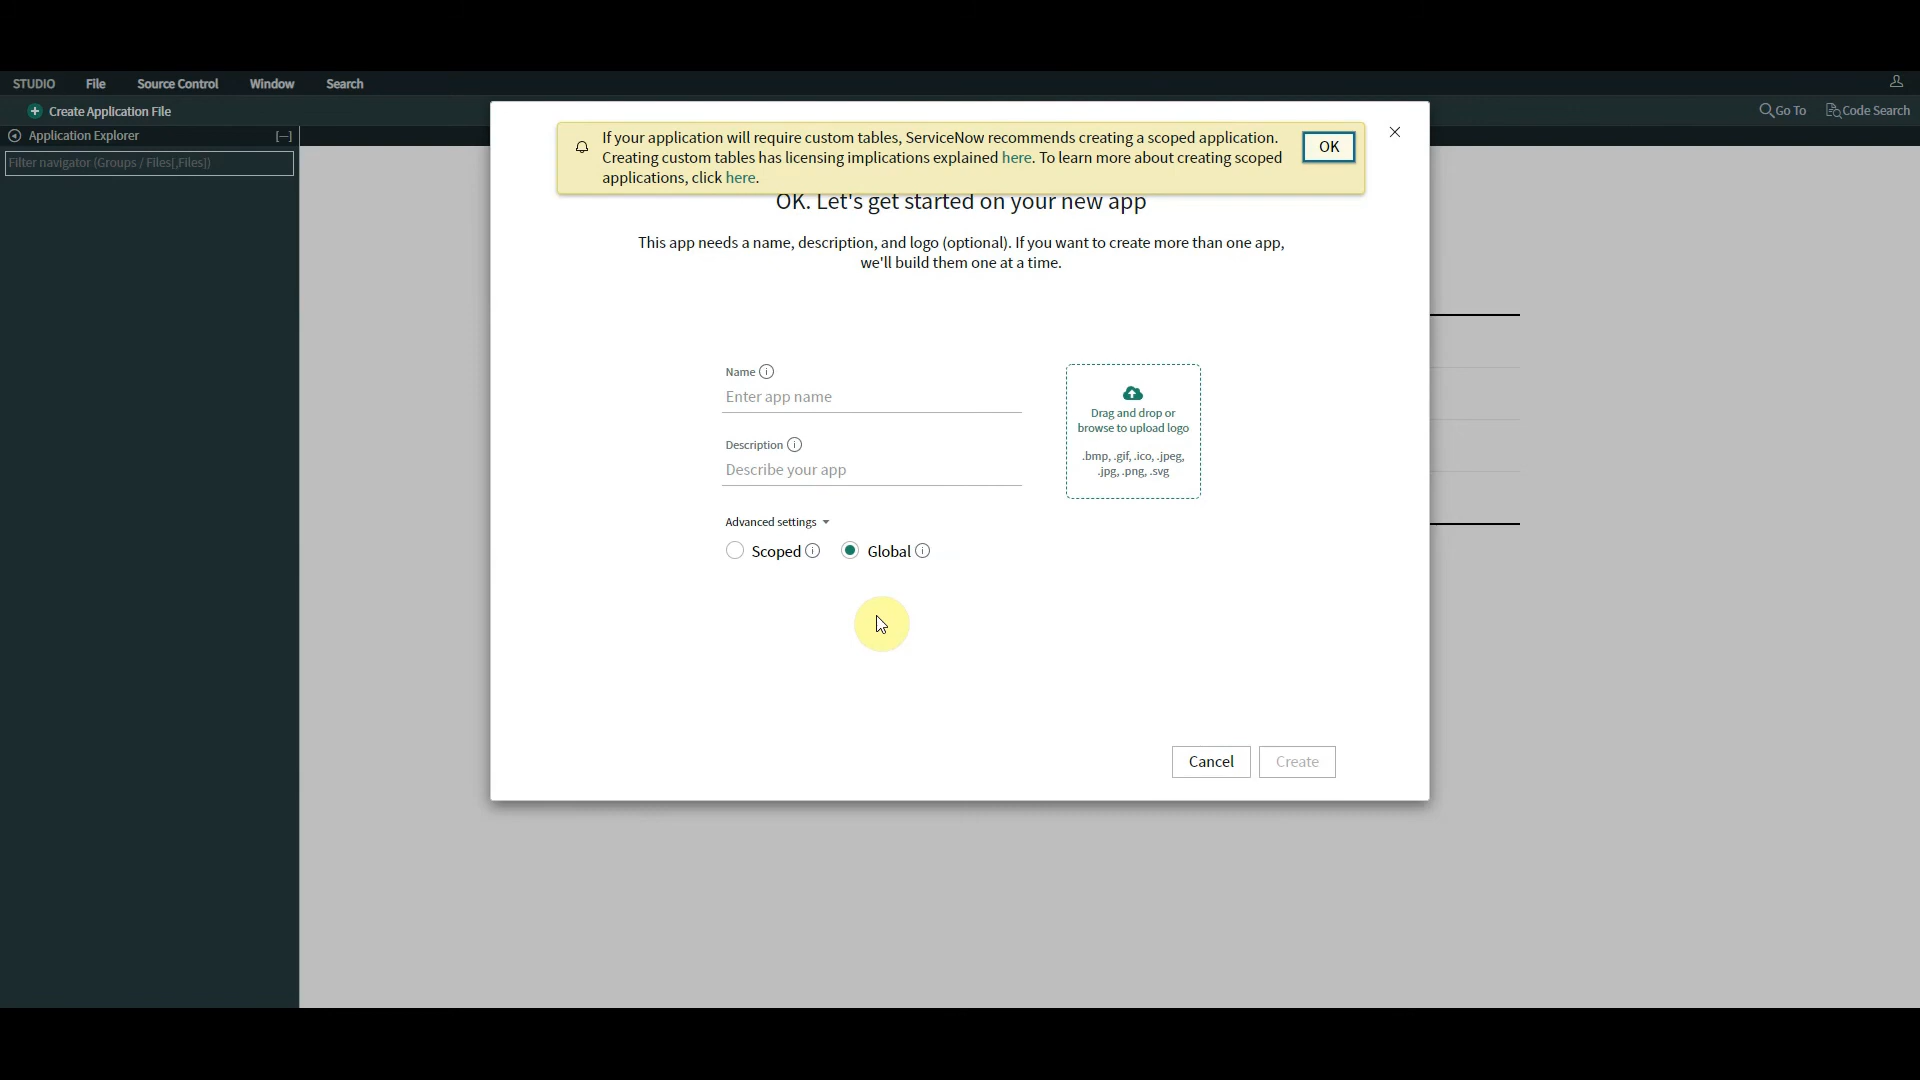 STUDIO File Source Control Window Search
Create Application File
Go To Code Search
Application Explorer [—]
Filter navigator (Groups / Files[,Files])
If your application will require custom tables, ServiceNow recommends creating a scoped application.
Creating custom tables has licensing implications explained here. To learn more about creating scoped
applications, click here.
OK
OK. Let's get started on your new app
This app needs a name, description, and logo (optional). If you want to create more than one app,
we'll build them one at a time.
Name
Enter app name
Description
Describe your app
Drag and drop or
browse to upload logo
.bmp, .gif, .ico, .jpeg,
.jpg, .png, .svg
Advanced settings
Scoped Global
Cancel Create